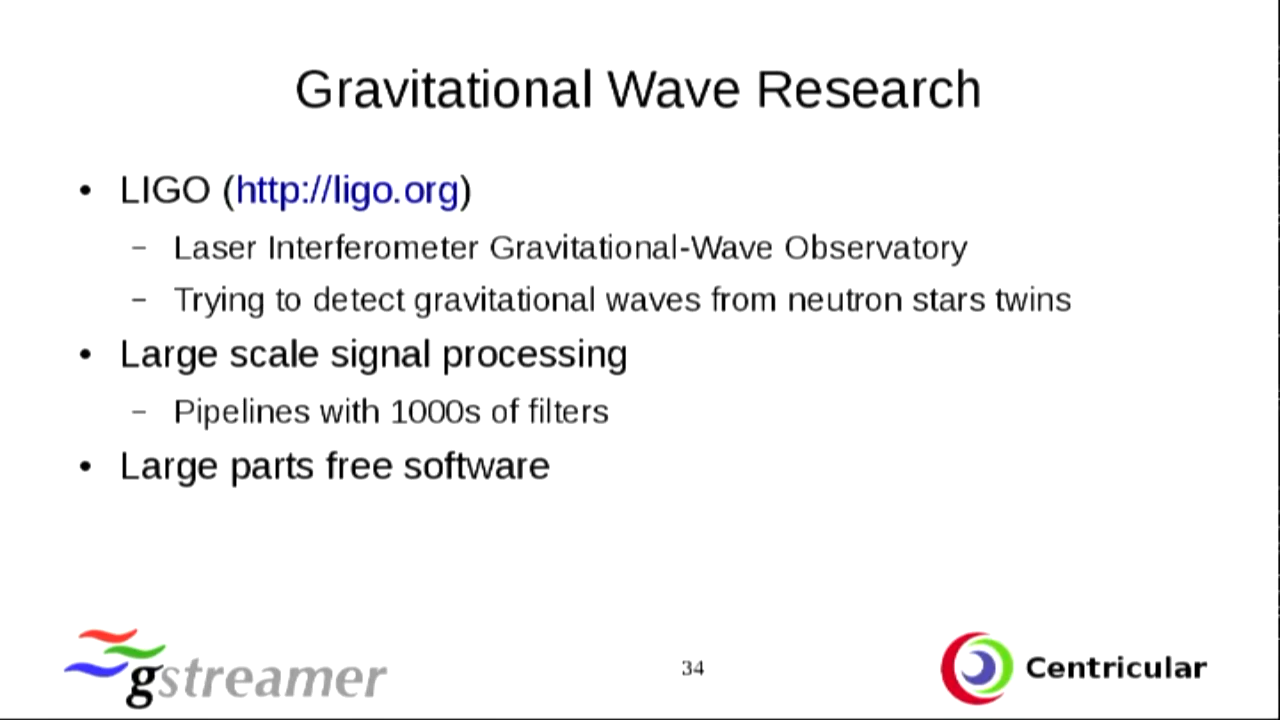 Gravitational Wave Research
• LIGO (http://ligo.org)
– Laser Interferometer Gravitational-Wave Observatory
– Trying to detect gravitational waves from neutron stars twins
• Large scale signal processing
– Pipelines with 1000s of filters
• Large parts free software
gstreamer
34
Centricular